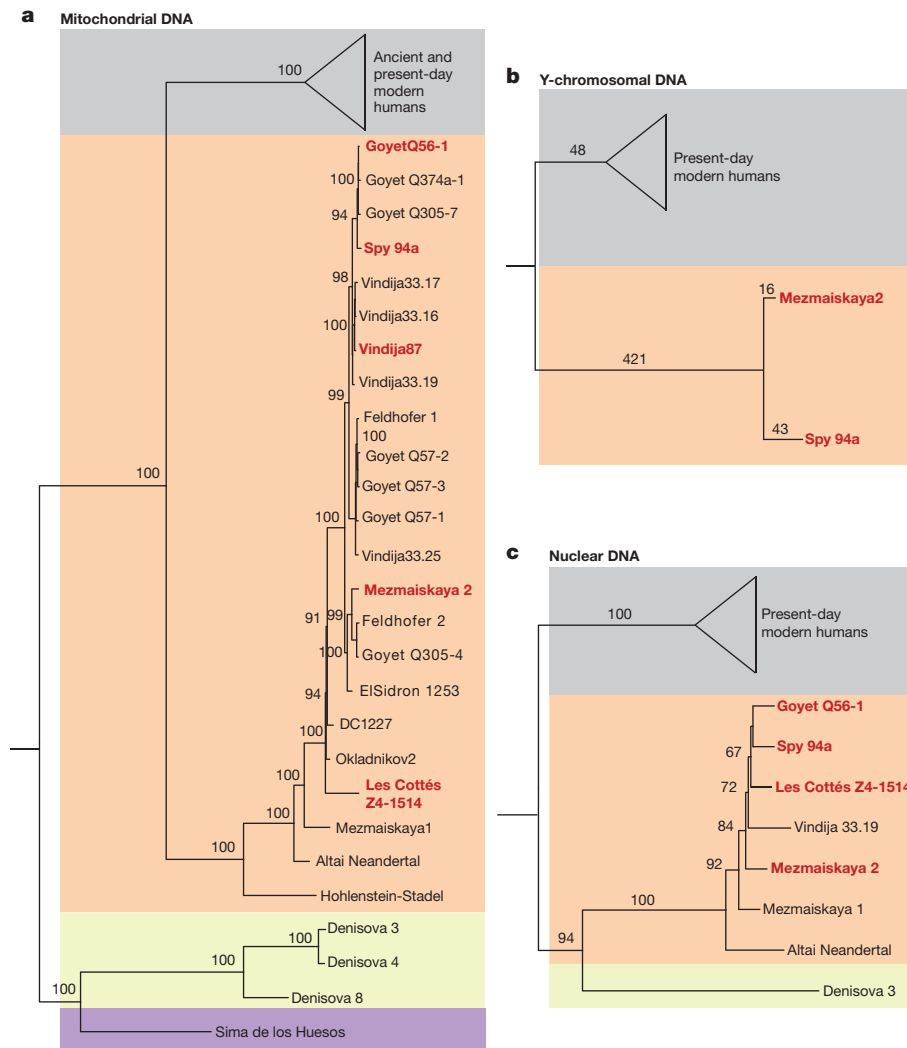 a
Mitochondrial DNA
100
Ancient and
present-day
modern
humans
GoyetQ56-1
100
Goyet Q374a-1
94
Goyet Q305-7
Spy 94a
98
Vindija33.17
100
Vindija33.16
Vindija87
Vindija33.19
99
Feldhofer 1
100
Goyet Q57-2
Goyet Q57-3
100
Goyet Q57-1
Vindija33.25
Mezmaiskaya 2
91
99
Feldhofer 2
100
Goyet Q305-4
ElSidron 1253
94
DC1227
100
Okladnikov2
100
Les Cottés
Z4-1514
100
Mezmaiskaya1
100
Altai Neandertal
Hohlenstein-Stadel
100
Denisova 3
100
Denisova 4
100
Denisova 8
100
Sima de los Huesos
b
Y-chromosomal DNA
48
Present-day
modern humans
16
Mezmaiskaya2
421
43
Spy 94a
c
Nuclear DNA
100
Present-day
modern humans
Goyet Q56-1
67
Spy 94a
72
Les Cottés Z4-1514
84
Vindija 33.19
92
Mezmaiskaya 2
100
Mezmaiskaya 1
94
Altai Neandertal
Denisova 3